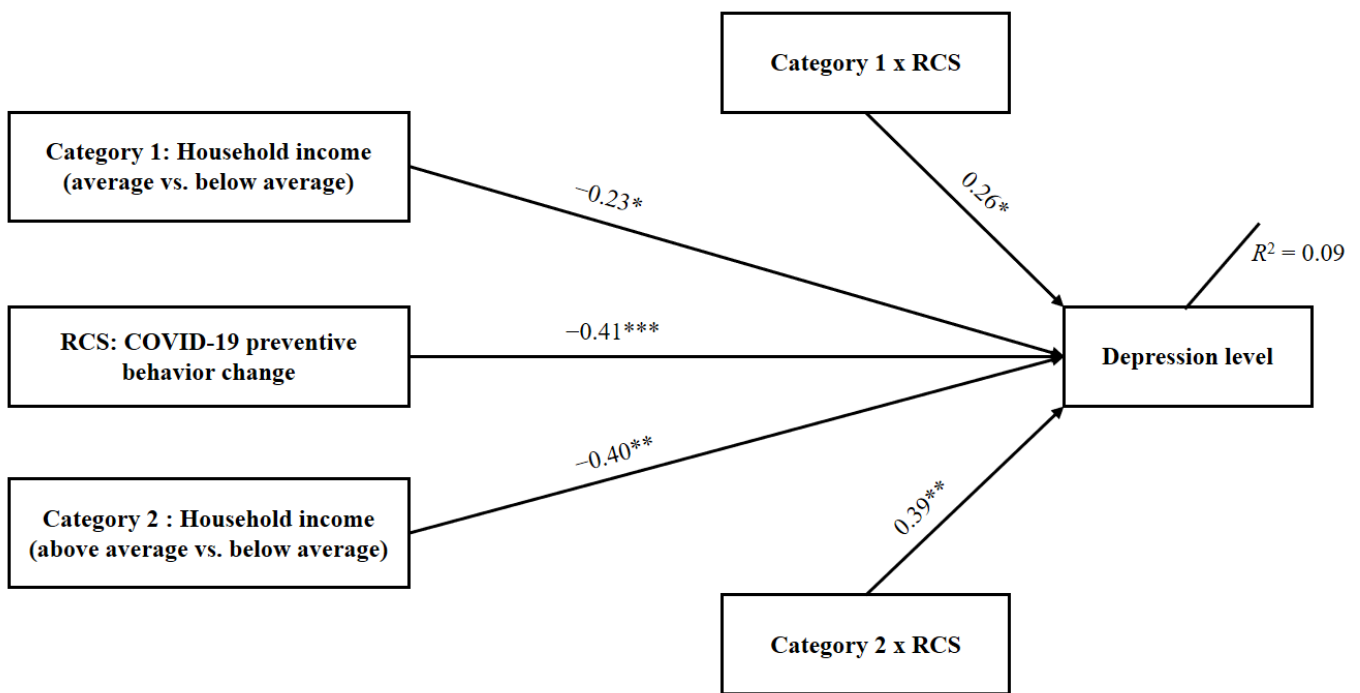 Category 1 x RCS
Category 1: Household income
(average vs. below average)
−0.23*
0.26*
R² = 0.09
RCS: COVID-19 preventive
behavior change
−0.41***
Depression level
−0.40**
Category 2 : Household income
(above average vs. below average)
0.39**
Category 2 x RCS